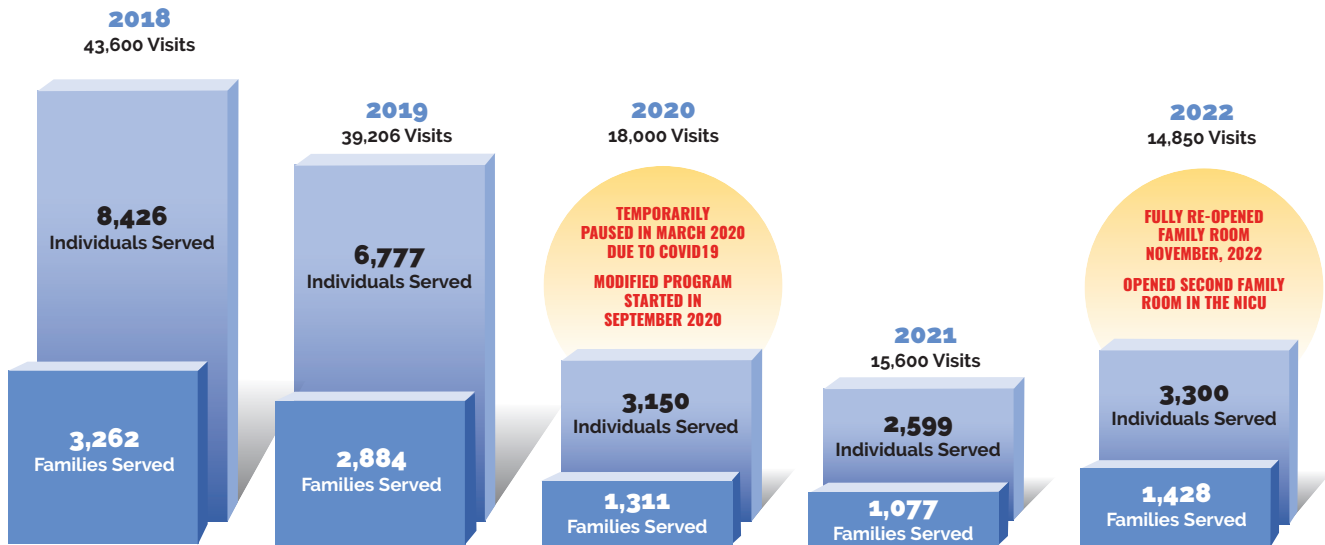 2018
43,600 Visits
8,426
Individuals Served
3,262
Families Served
2019
39,206 Visits
6,777
Individuals Served
2,884
Families Served
2020
18,000 Visits
TEMPORARILY
PAUSED IN MARCH 2020
DUE TO COVID19
MODIFIED PROGRAM
STARTED IN
SEPTEMBER 2020
3,150
Individuals Served
1,311
Families Served
2021
15,600 Visits
2,599
Individuals Served
1,077
Families Served
2022
14,850 Visits
FULLY RE-OPENED
FAMILY ROOM
NOVEMBER, 2022
OPENED SECOND FAMILY
ROOM IN THE NICU
3,300
Individuals Served
1,428
Families Served